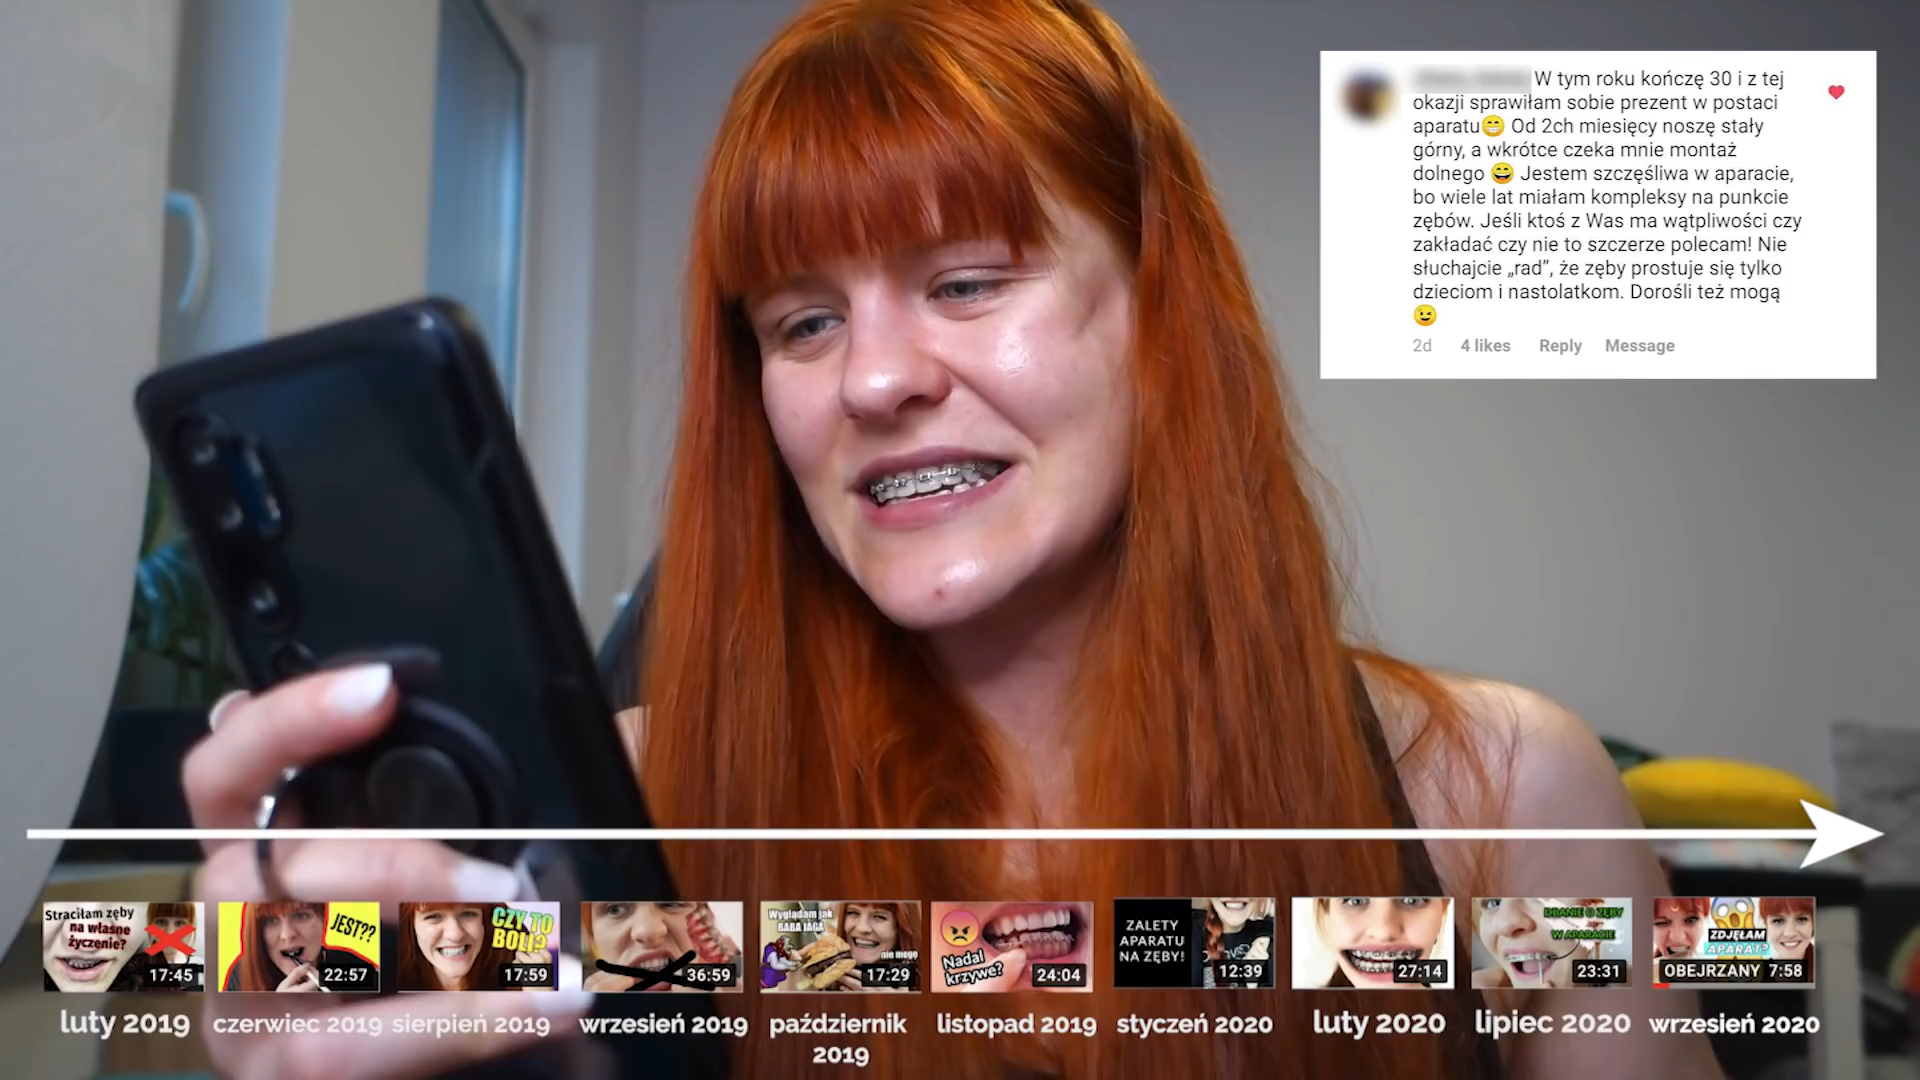 W tym roku kończę 30 i z tej
okazji sprawiłam sobie prezent w postaci
aparatu😁 Od 2ch miesięcy noszę stały
górny, a wkrótce czeka mnie montaż
dolnego 😄 Jestem szczęśliwa w aparacie,
bo wiele lat miałam kompleksy na punkcie
zębów. Jeśli ktoś z Was ma wątpliwości czy
zakładać czy nie to szczerze polecam! Nie
słuchajcie „rad”, że zęby prostuje się tylko
dzieciom i nastolatkom. Dorośli też mogą
😉
2d 4 likes Reply Message
Straciłam zęby
na własne
życzenie?
17:45
luty 2019
JEST??
22:57
czerwiec 2019
CZY TO
BOLI?
17:59
sierpień 2019
36:59
wrzesień 2019
Wyglądam jak
BABA JAGA
nie mogę
17:29
październik
2019
Nadal
krzywe?
24:04
listopad 2019
ZALETY
APARATU
NA ZĘBY!
12:39
styczeń 2020
27:14
luty 2020
DBANIE O ZĘBY
W APARACIE
23:31
lipiec 2020
ZDJĘŁAM
APARAT?
OBEJRZANY 7:58
wrzesień 2020